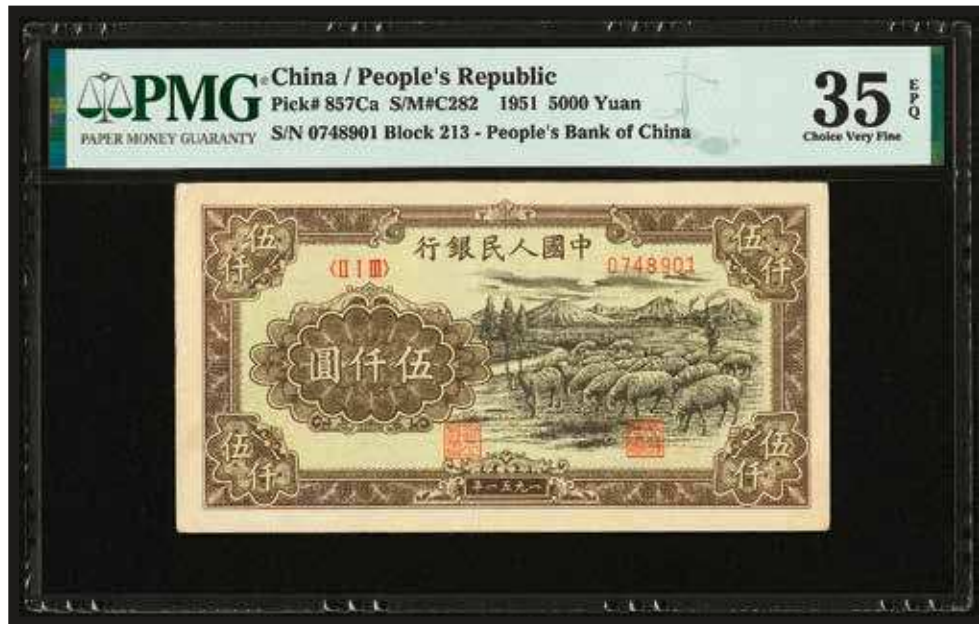 PMG
PAPER MONEY GUARANTY
China / People's Republic
Pick# 857Ca S/M#C282 1951 5000 Yuan
S/N 0748901 Block 213 - People's Bank of China
35
EPQ
Choice Very Fine
行銀民人國中
〈II I III〉
0748901
伍仟
伍仟
圓仟伍
伍仟
伍仟
年一五九一